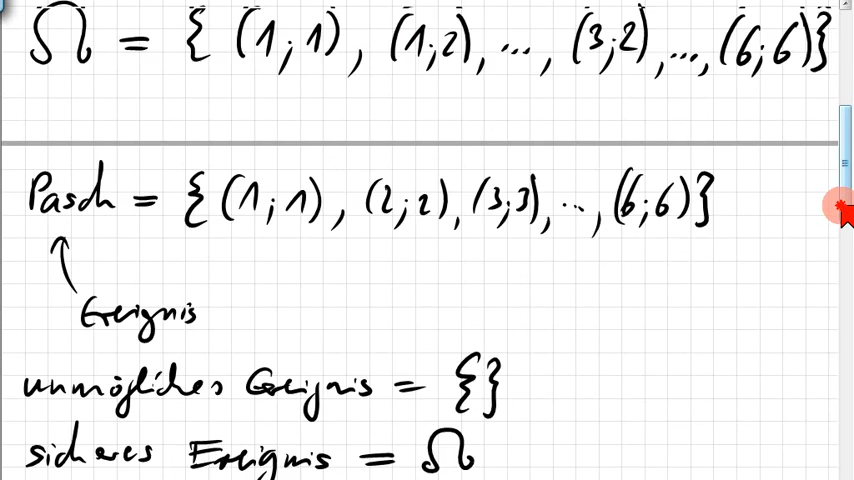 Ω = { (1;1), (1;2), ..., (3;2), ..., (6;6)}
Pasch = {(1;1), (2;2), (3;3), ..., (6;6)}
Ereignis
unmögliches Ereignis = {}
sicheres Ereignis = Ω